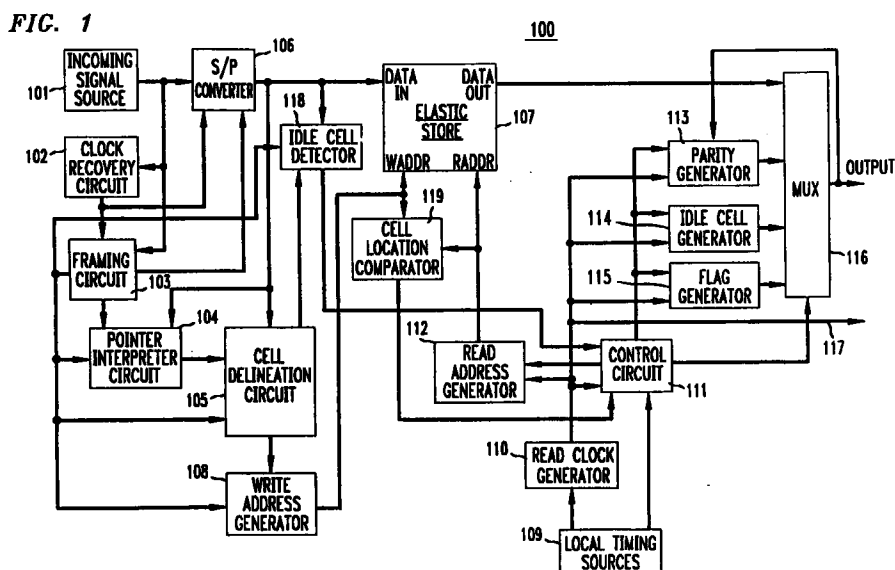 FIG. 1
100
INCOMING
SIGNAL
SOURCE
101
S/P
CONVERTER
106
DATA
IN
DATA
OUT
ELASTIC
STORE
WADDR
RADDR
107
118
IDLE CELL
DETECTOR
102
CLOCK
RECOVERY
CIRCUIT
113
PARITY
GENERATOR
MUX
OUTPUT
116
119
CELL
LOCATION
COMPARATOR
114
IDLE CELL
GENERATOR
FRAMING
CIRCUIT
103
115
FLAG
GENERATOR
117
104
POINTER
INTERPRETER
CIRCUIT
CELL
DELINEATION
CIRCUIT
105
112
READ
ADDRESS
GENERATOR
CONTROL
CIRCUIT
111
108
WRITE
ADDRESS
GENERATOR
110
READ CLOCK
GENERATOR
109
LOCAL TIMING
SOURCES